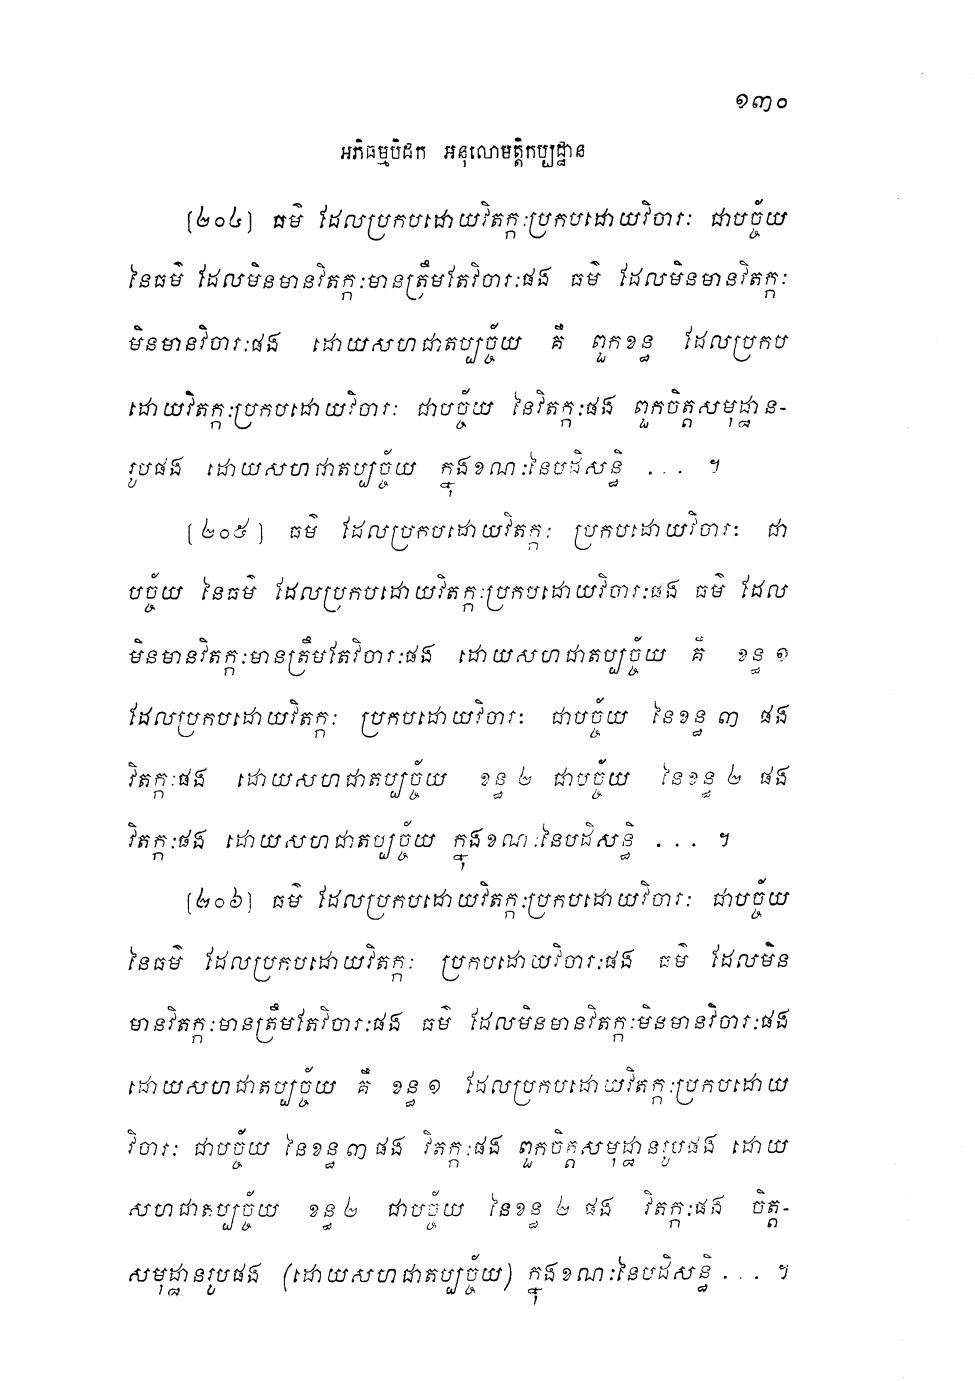 ១៣០
អភិធម្មបិដក អនុលោមត្តិកប្បដ្ឋាន
[២០៤] ធម៌ ដែលប្រកបដោយវិតក្កៈប្រកបដោយវិចារៈ ជាបច្ច័យ
នៃធម៌ ដែលមិនមានវិតក្កៈមានត្រឹមតែវិចារៈផង ធម៌ ដែលមិនមានវិតក្កៈ
មិនមានវិចារៈផង ដោយសហជាតប្បច្ច័យ គឺ ពួកខន្ធ ដែលប្រកប
ដោយវិតក្កៈប្រកបដោយវិចារៈ ជាបច្ច័យ នៃវិតក្កៈផង ពួកចិត្តសមុដ្ឋាន-
រូបផង ដោយសហជាតប្បច្ច័យ ក្នុងខណៈនៃបដិសន្ធិ ... ។
[២០៥] ធម៌ ដែលប្រកបដោយវិតក្កៈ ប្រកបដោយវិចារៈ ជា
បច្ច័យ នៃធម៌ ដែលប្រកបដោយវិតក្កៈប្រកបដោយវិចារៈផង ធម៌ ដែល
មិនមានវិតក្កៈមានត្រឹមតែវិចារៈផង ដោយសហជាតប្បច្ច័យ គឺ ខន្ធ ១
ដែលប្រកបដោយវិតក្កៈ ប្រកបដោយវិចារៈ ជាបច្ច័យ នៃខន្ធ ៣ ផង
វិតក្កៈផង ដោយសហជាតប្បច្ច័យ ខន្ធ ២ ជាបច្ច័យ នៃខន្ធ ២ ផង
វិតក្កៈផង ដោយសហជាតប្បច្ច័យ ក្នុងខណៈនៃបដិសន្ធិ ... ។
[២០៦] ធម៌ ដែលប្រកបដោយវិតក្កៈប្រកបដោយវិចារៈ ជាបច្ច័យ
នៃធម៌ ដែលប្រកបដោយវិតក្កៈ ប្រកបដោយវិចារៈផង ធម៌ ដែលមិន
មានវិតក្កៈមានត្រឹមតែវិចារៈផង ធម៌ ដែលមិនមានវិតក្កៈមិនមានវិចារៈផង
ដោយសហជាតប្បច្ច័យ គឺ ខន្ធ ១ ដែលប្រកបដោយវិតក្កៈប្រកបដោយ
វិចារៈ ជាបច្ច័យ នៃខន្ធ ៣ ផង វិតក្កៈផង ពួកចិត្តសមុដ្ឋានរូបផង ដោយ
សហជាតប្បច្ច័យ ខន្ធ ២ ជាបច្ច័យ នៃខន្ធ ២ ផង វិតក្កៈផង ចិត្ត-
សមុដ្ឋានរូបផង (ដោយសហជាតប្បច្ច័យ) ក្នុងខណៈនៃបដិសន្ធិ ... ។